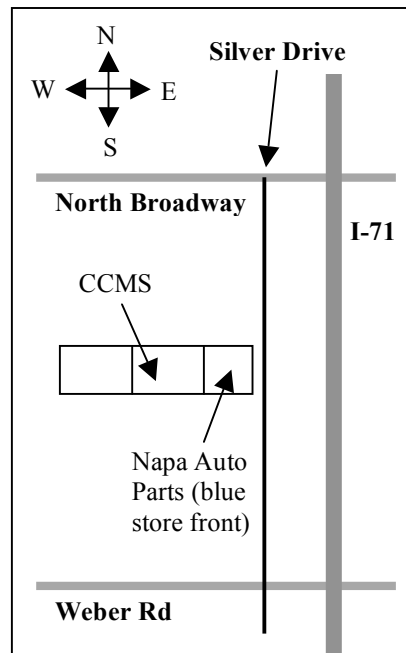 N
Silver Drive
W E
S
North Broadway
I-71
CCMS
Napa Auto
Parts (blue
store front)
Weber Rd